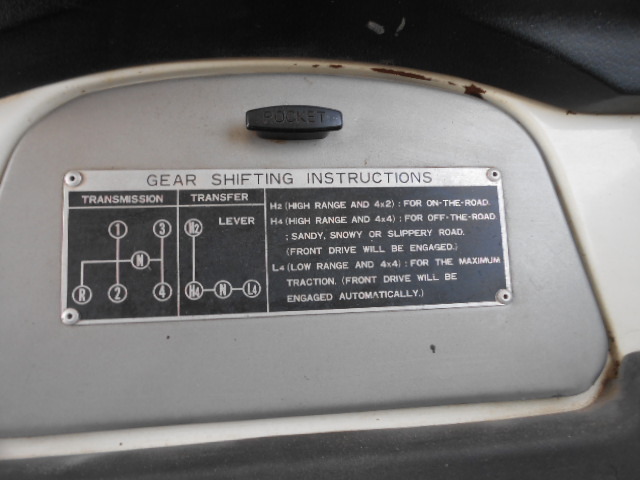 POCKET
GEAR SHIFTING INSTRUCTIONS
TRANSMISSION
1 3
N
R 2 4
TRANSFER
LEVER
H2
H4 N L4
H2 (HIGH RANGE AND 4x2) : FOR ON-THE-ROAD.
H4 (HIGH RANGE AND 4x4) : FOR OFF-THE-ROAD
; SANDY, SNOWY OR SLIPPERY ROAD.
(FRONT DRIVE WILL BE ENGAGED.)
L4 (LOW RANGE AND 4x4) : FOR THE MAXIMUM
TRACTION. (FRONT DRIVE WILL BE
ENGAGED AUTOMATICALLY.)